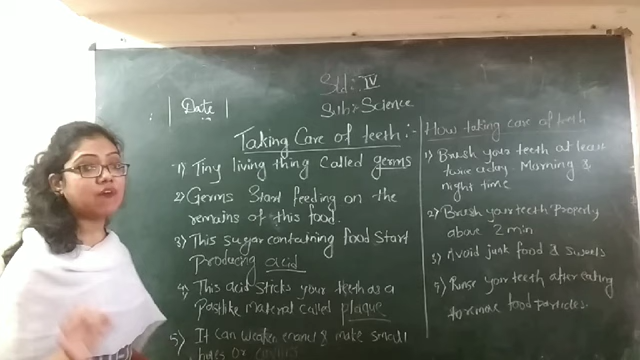 Std:- IV
Date
Sub:- Science
Taking Care of teeth:-
1) Tiny living thing called germs
2) Germs Start feeding on the
remains of this food.
3) This sugar containing food start
Producing acid
4) This acid sticks your teeth as a
Pastlike material called plaque
5) It can weaken enamel & make small
holes or
How taking care of teeth
1) Brush your teeth at least
twice a day. Morning &
night time
2) Brush your teeth Properly
above 2 min
3) Avoid junk food & sweets
Rinse your teeth after eating
to remove food particles.